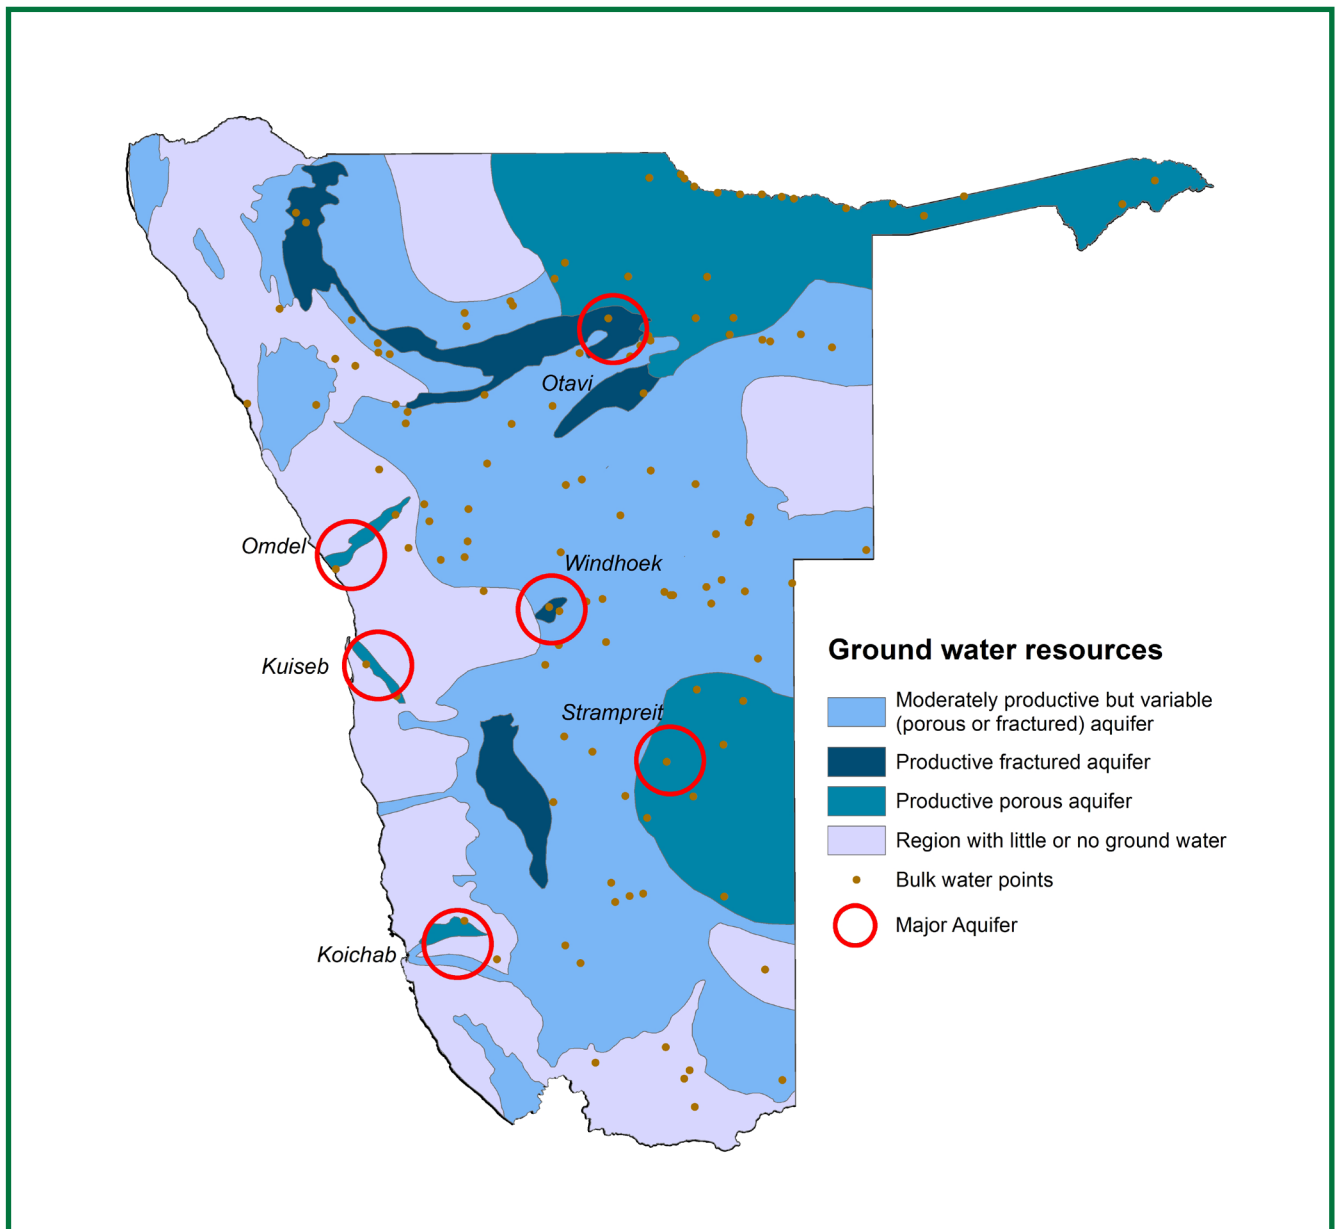 Otavi
Omdel
Windhoek
Kuiseb
Strampreit
Koichab
Ground water resources
Moderately productive but variable
(porous or fractured) aquifer
Productive fractured aquifer
Productive porous aquifer
Region with little or no ground water
Bulk water points
Major Aquifer